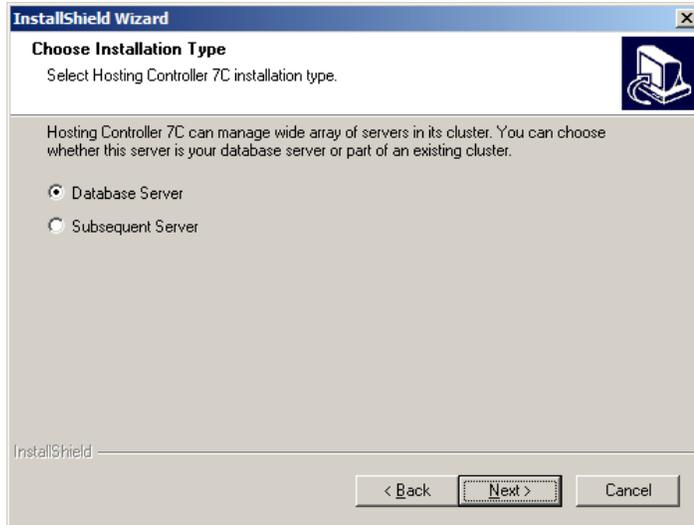 InstallShield Wizard
Choose Installation Type
Select Hosting Controller 7C installation type.
Hosting Controller 7C can manage wide array of servers in its cluster. You can choose
whether this server is your database server or part of an existing cluster.
Database Server
Subsequent Server
InstallShield
< Back
Next >
Cancel